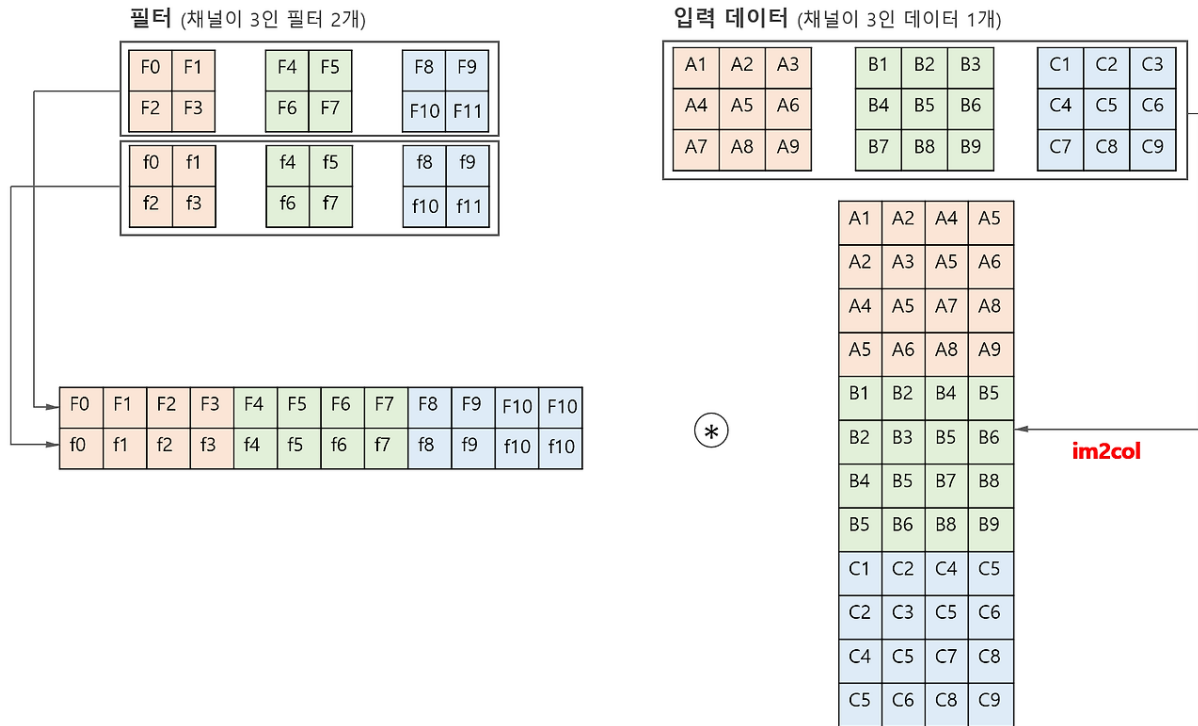 필터 (채널이 3인 필터 2개)
F0 F1 F4 F5 F8 F9
F2 F3 F6 F7 F10 F11
f0 f1 f4 f5 f8 f9
f2 f3 f6 f7 f10 f11
F0 F1 F2 F3 F4 F5 F6 F7 F8 F9 F10 F10
f0 f1 f2 f3 f4 f5 f6 f7 f8 f9 f10 f10
*
입력 데이터 (채널이 3인 데이터 1개)
A1 A2 A3 B1 B2 B3 C1 C2 C3
A4 A5 A6 B4 B5 B6 C4 C5 C6
A7 A8 A9 B7 B8 B9 C7 C8 C9
A1 A2 A4 A5
A2 A3 A5 A6
A4 A5 A7 A8
A5 A6 A8 A9
B1 B2 B4 B5
B2 B3 B5 B6
B4 B5 B7 B8
B5 B6 B8 B9
C1 C2 C4 C5
C2 C3 C5 C6
C4 C5 C7 C8
C5 C6 C8 C9
im2col